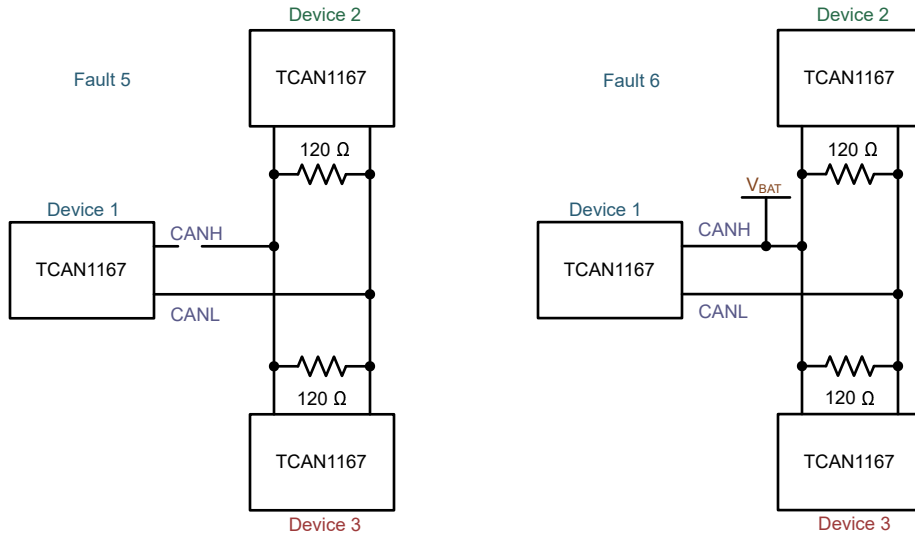 Device 2
TCAN1167
Fault 5
120 Ω
Device 1
CANH
TCAN1167
CANL
120 Ω
TCAN1167
Device 3
Device 2
TCAN1167
Fault 6
120 Ω
VBAT
Device 1
CANH
TCAN1167
CANL
120 Ω
TCAN1167
Device 3